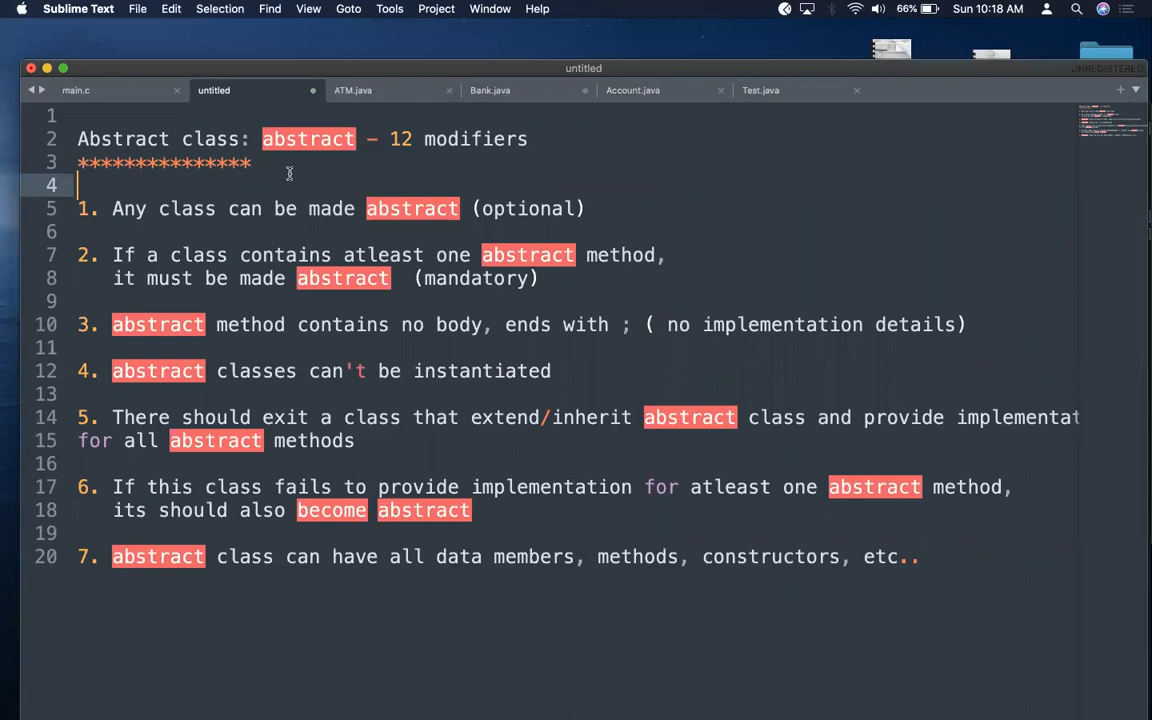 Sublime Text File Edit Selection Find View Goto Tools Project Window Help 66% Sun 10:18 AM
untitled
UNREGISTERED
main.c untitled ATM.java Bank.java Account.java Test.java
1
2 Abstract class: abstract - 12 modifiers
3 ***************
4
5 1. Any class can be made abstract (optional)
6
7 2. If a class contains atleast one abstract method,
8 it must be made abstract (mandatory)
9
10 3. abstract method contains no body, ends with ; ( no implementation details)
11
12 4. abstract classes can't be instantiated
13
14 5. There should exit a class that extend/inherit abstract class and provide implementat
15 for all abstract methods
16
17 6. If this class fails to provide implementation for atleast one abstract method,
18 its should also become abstract
19
20 7. abstract class can have all data members, methods, constructors, etc..